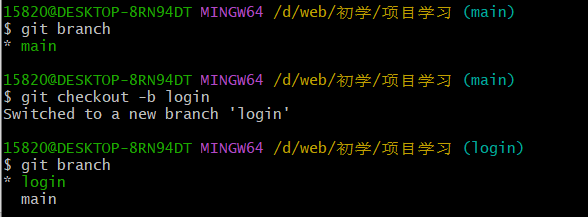 15820@DESKTOP-8RN94DT MINGW64 /d/web/初学/项目学习 (main)
$ git branch
* main
15820@DESKTOP-8RN94DT MINGW64 /d/web/初学/项目学习 (main)
$ git checkout -b login
Switched to a new branch 'login'
15820@DESKTOP-8RN94DT MINGW64 /d/web/初学/项目学习 (login)
$ git branch
* login
  main